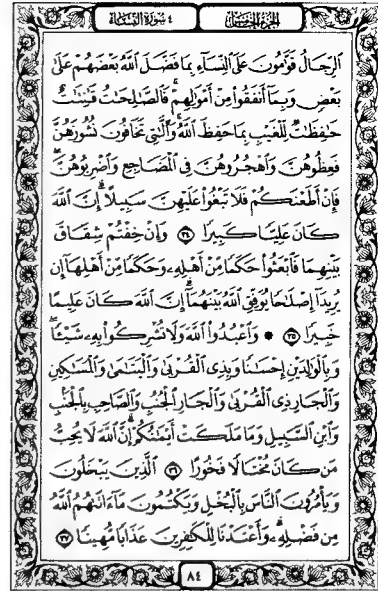 الجزء الخامس
٤ سورة النساء
ٱلرِّجَالُ قَوَّٰمُونَ عَلَى ٱلنِّسَآءِ بِمَا فَضَّلَ ٱللَّهُ بَعْضَهُمْ عَلَىٰ
بَعْضٍ وَبِمَآ أَنفَقُوا۟ مِنْ أَمْوَٰلِهِمْ ۚ فَٱلصَّٰلِحَٰتُ قَٰنِتَٰتٌ
حَٰفِظَٰتٌ لِّلْغَيْبِ بِمَا حَفِظَ ٱللَّهُ ۚ وَٱلَّٰتِى تَخَافُونَ نُشُوزَهُنَّ
فَعِظُوهُنَّ وَٱهْجُرُوهُنَّ فِى ٱلْمَضَاجِعِ وَٱضْرِبُوهُنَّ ۖ
فَإِنْ أَطَعْنَكُمْ فَلَا تَبْغُوا۟ عَلَيْهِنَّ سَبِيلًا ۗ إِنَّ ٱللَّهَ
كَانَ عَلِيًّا كَبِيرًا ٣٤ وَإِنْ خِفْتُمْ شِقَاقَ
بَيْنِهِمَا فَٱبْعَثُوا۟ حَكَمًا مِّنْ أَهْلِهِۦ وَحَكَمًا مِّنْ أَهْلِهَآ إِن
يُرِيدَآ إِصْلَٰحًا يُوَفِّقِ ٱللَّهُ بَيْنَهُمَآ ۗ إِنَّ ٱللَّهَ كَانَ عَلِيمًا
خَبِيرًا ٣٥ ۞ وَٱعْبُدُوا۟ ٱللَّهَ وَلَا تُشْرِكُوا۟ بِهِۦ شَيْـًٔا ۖ
وَبِٱلْوَٰلِدَيْنِ إِحْسَٰنًا وَبِذِى ٱلْقُرْبَىٰ وَٱلْيَتَٰمَىٰ وَٱلْمَسَٰكِينِ
وَٱلْجَارِ ذِى ٱلْقُرْبَىٰ وَٱلْجَارِ ٱلْجُنُبِ وَٱلصَّاحِبِ بِٱلْجَنۢبِ
وَٱبْنِ ٱلسَّبِيلِ وَمَا مَلَكَتْ أَيْمَٰنُكُمْ ۗ إِنَّ ٱللَّهَ لَا يُحِبُّ
مَن كَانَ مُخْتَالًا فَخُورًا ٣٦ ٱلَّذِينَ يَبْخَلُونَ
وَيَأْمُرُونَ ٱلنَّاسَ بِٱلْبُخْلِ وَيَكْتُمُونَ مَآ ءَاتَىٰهُمُ ٱللَّهُ
مِن فَضْلِهِۦ ۗ وَأَعْتَدْنَا لِلْكَٰفِرِينَ عَذَابًا مُّهِينًا ٣٧
٨٤